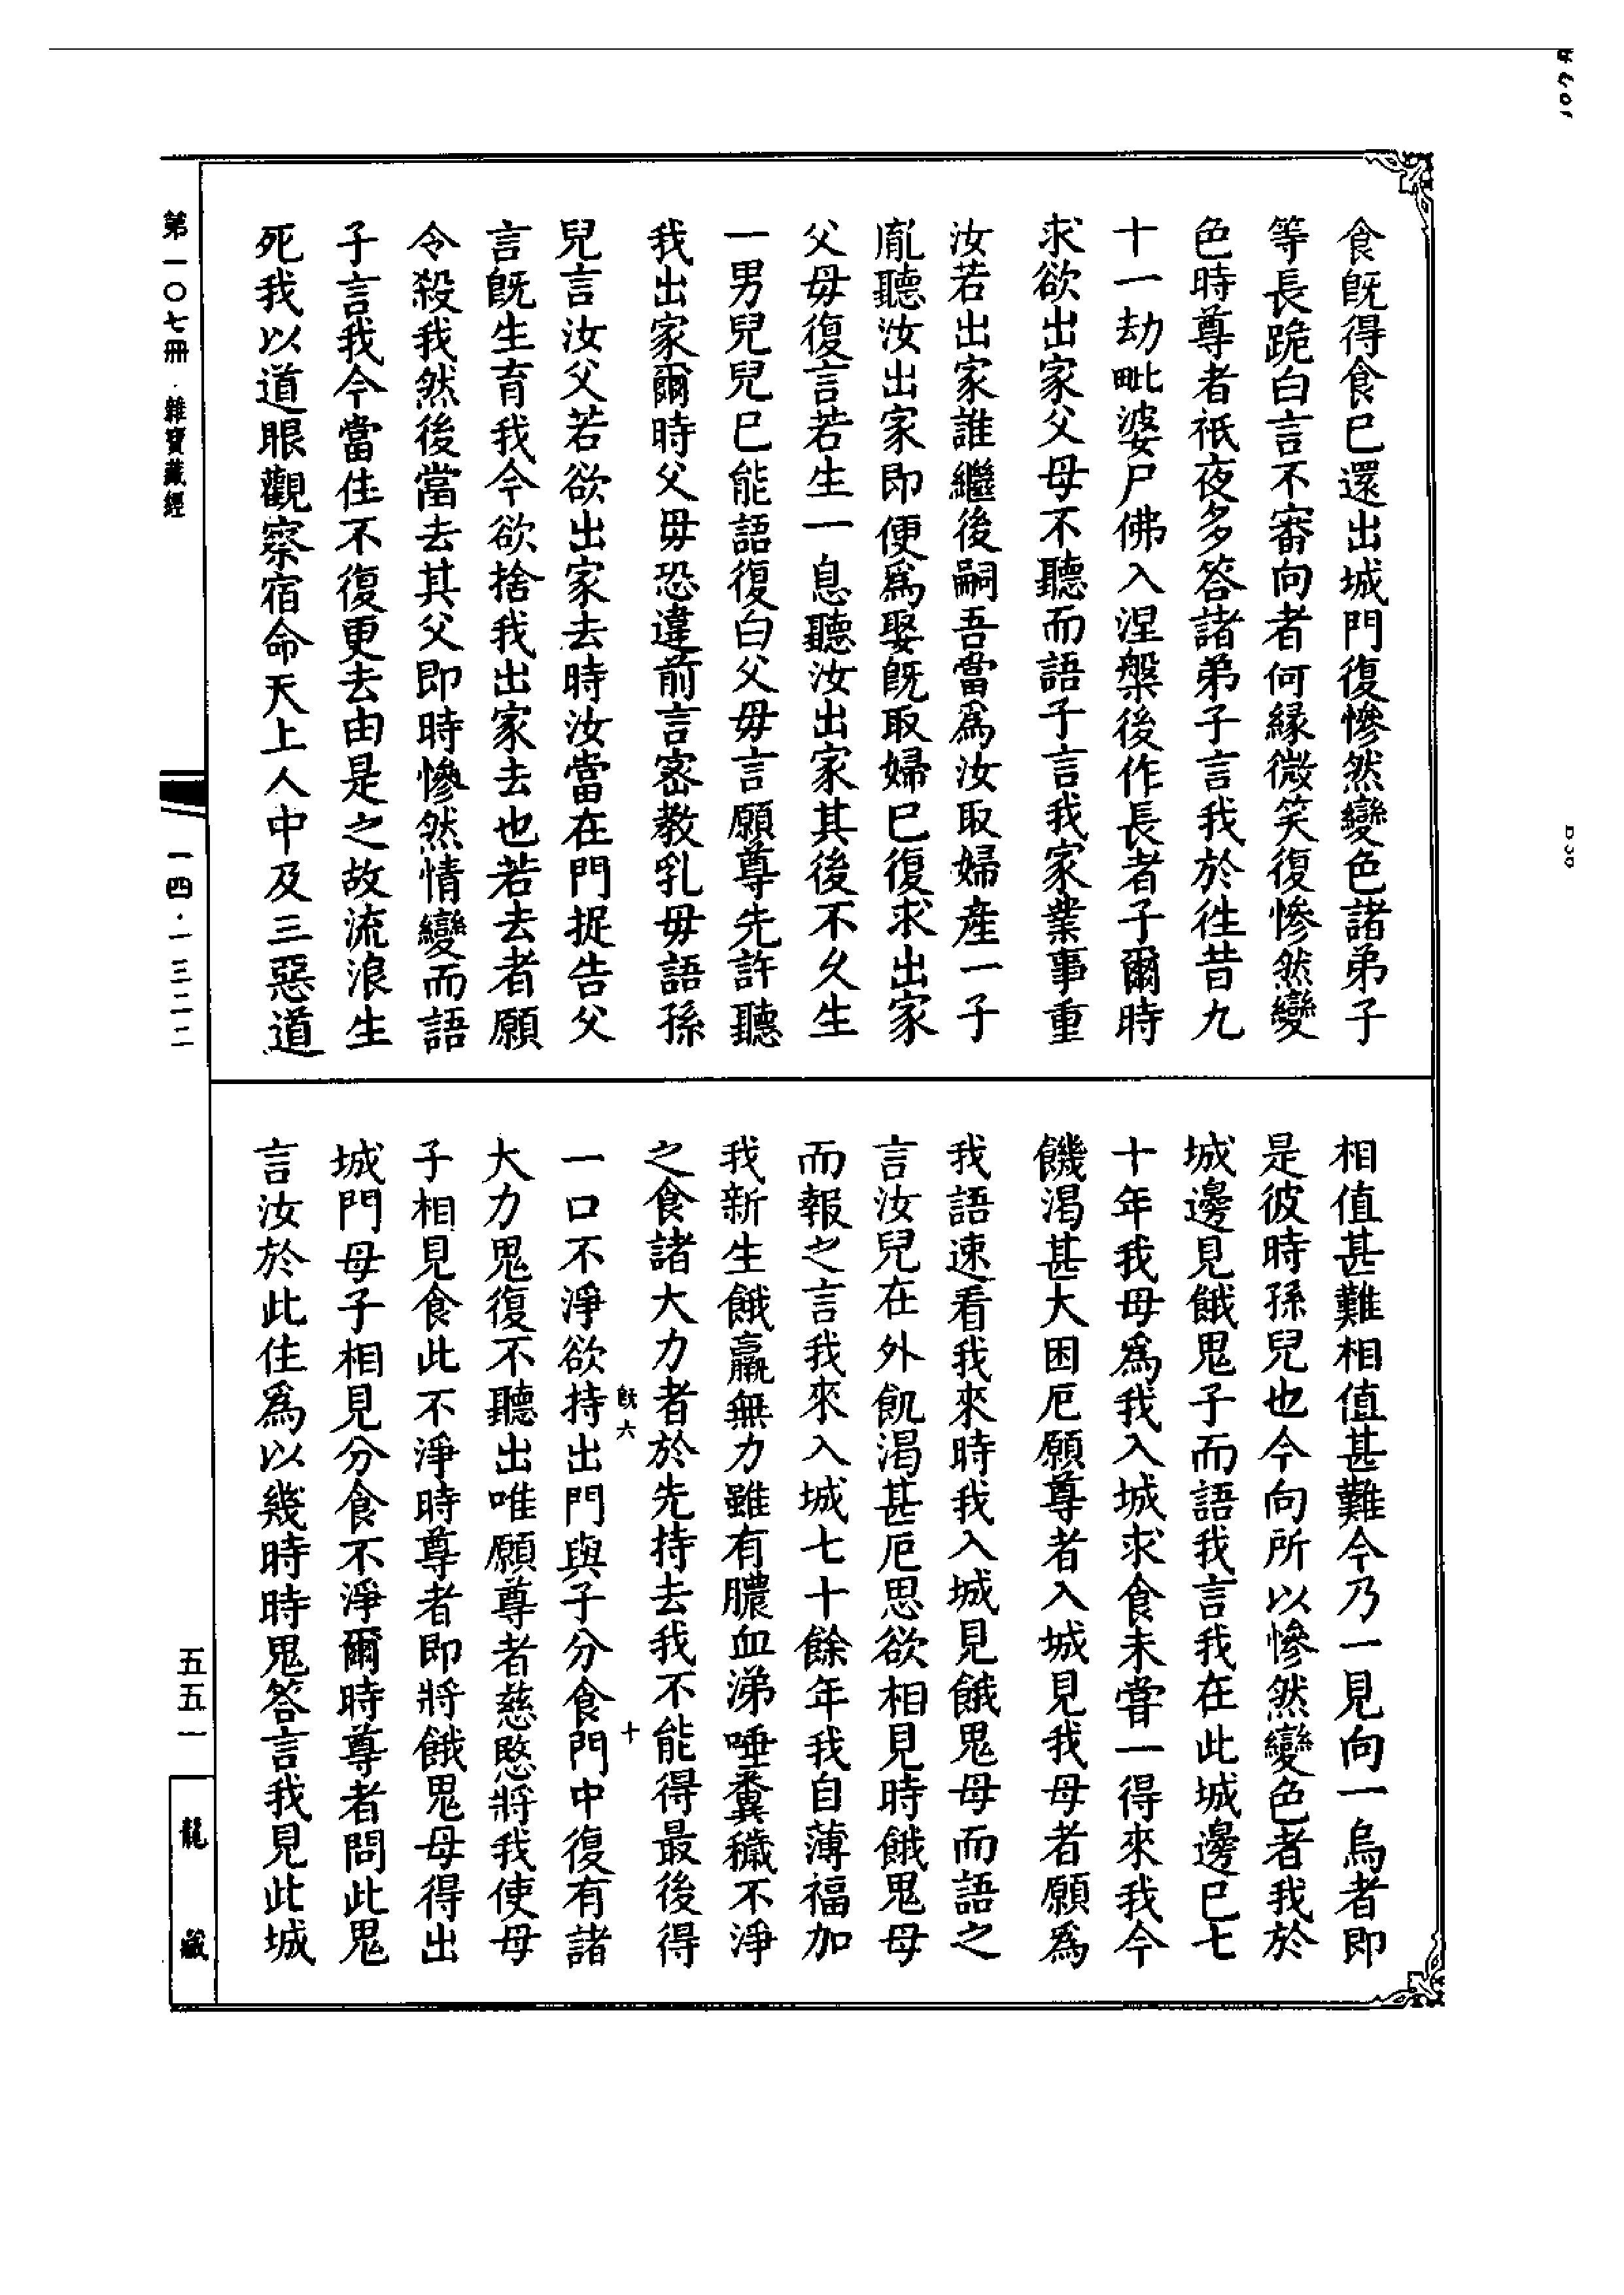 食旣得食已還出城門復慘然變色諸弟子
等長跪白言不審向者何緣微笑復慘然變
色時尊者祇夜多答諸弟子言我於往昔九
十一劫毗婆尸佛入涅槃後作長者子爾時
求欲出家父母不聽而語子言我家業事重
汝若出家誰繼後嗣吾當爲汝取婦產一子
胤聽汝出家即便爲娶旣取婦已復求出家
父母復言若生一息聽汝出家其後不久生
一男兒兒已能語復白父母言願尊先許聽
我出家爾時父母恐違前言密教乳母語孫
兒言汝父若欲出家去時汝當在門捉告父
言旣生育我今欲捨我出家去也若去者願
令殺我然後當去其父即時慘然情變而語
子言我今當住不復更去由是之故流浪生
死我以道眼觀察宿命天上人中及三惡道
相值甚難相值甚難今乃一見向一烏者即
是彼時孫兒也今向所以慘然變色者我於
城邊見餓鬼子而語我言我在此城邊已七
十年我母爲我入城求食未嘗一得來我今
饑渴甚大困厄願尊者入城見我母者願爲
我語速看我來時我入城見餓鬼母而語之
言汝兒在外飢渴甚厄思欲相見時餓鬼母
而報之言我來入城七十餘年我自薄福加
我新生餓羸無力雖有膿血涕唾糞穢不淨
之食諸大力者於先持去我不能得最後得
旣六 十
一口不淨欲持出門與子分食門中復有諸
大力鬼復不聽出唯願尊者慈愍將我使母
子相見食此不淨時尊者即將餓鬼母得出
城門母子相見分食不淨爾時尊者問此鬼
言汝於此住爲以幾時時鬼答言我見此城
第一〇七冊·雜寶藏經
一四·一三二二
五五一
龍藏